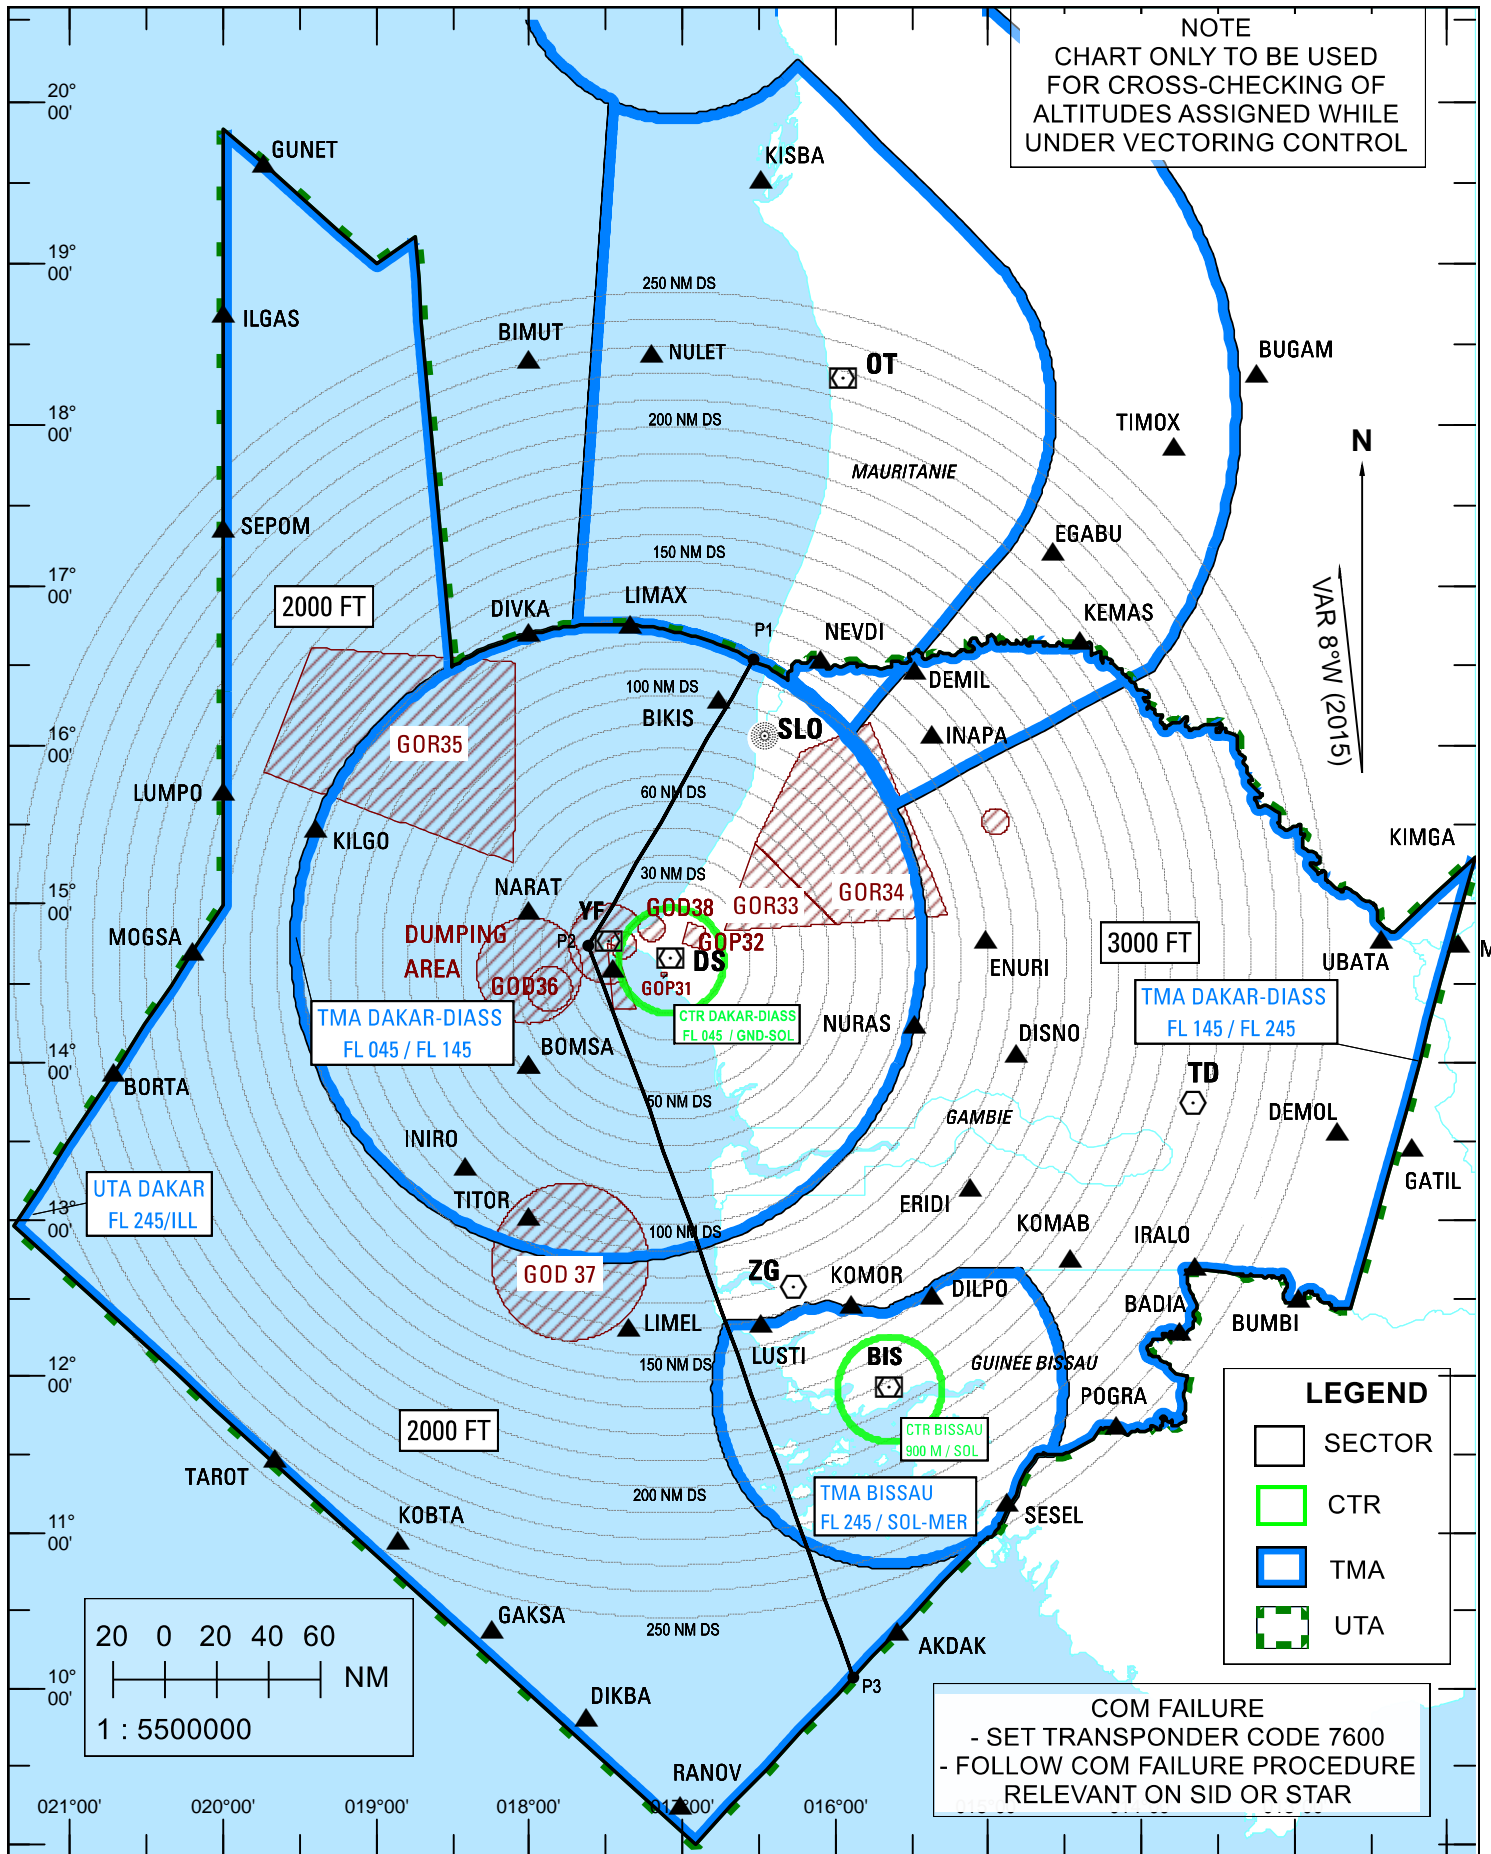 NOTE
CHART ONLY TO BE USED
FOR CROSS-CHECKING OF
ALTITUDES ASSIGNED WHILE
UNDER VECTORING CONTROL
20°
00'
GUNET
KISBA
19°
00'
250 NM DS
ILGAS
BIMUT
NULET
OT
BUGAM
18°
00'
200 NM DS
TIMOX
MAURITANIE
N
SEPOM
150 NM DS
EGABU
17°
00'
2000 FT
DIVKA
LIMAX
P1
NEVDI
KEMAS
VAR 8°W (2015)
100 NM DS
BIKIS
DEMIL
16°
00'
GOR35
SLO
INAPA
LUMPO
60 NM DS
KILGO
KIMGA
15°
00'
NARAT
30 NM DS
GOR33
GOR34
MOGSA
DUMPING
AREA
YF
P2
GOD38
GOP32
DS
3000 FT
ENURI
UBATA
M
GOD36
GOP31
TMA DAKAR-DIASS
FL 045 / FL 145
CTR DAKAR-DIASS
FL 045 / GND-SOL
NURAS
TMA DAKAR-DIASS
FL 145 / FL 245
DISNO
14°
00'
BORTA
BOMSA
50 NM DS
TD
GAMBIE
DEMOL
INIRO
GATIL
UTA DAKAR
FL 245/ILL
13°
00'
TITOR
ERIDI
KOMAB
100 NM DS
IRALO
GOD 37
ZG
KOMOR
DILPO
BADIA
BUMBI
LIMEL
150 NM DS
LUSTI
BIS
GUINEE BISSAU
12°
00'
POGRA
2000 FT
CTR BISSAU
900 M / SOL
TAROT
200 NM DS
TMA BISSAU
FL 245 / SOL-MER
SESEL
11°
00'
KOBTA
LEGEND
SECTOR
CTR
TMA
UTA
GAKSA
250 NM DS
AKDAK
20 0 20 40 60
NM
1 : 5500000
10°
00'
P3
DIKBA
COM FAILURE
- SET TRANSPONDER CODE 7600
- FOLLOW COM FAILURE PROCEDURE
RELEVANT ON SID OR STAR
RANOV
021°00' 020°00' 019°00' 018°00' 017°00' 016°00'